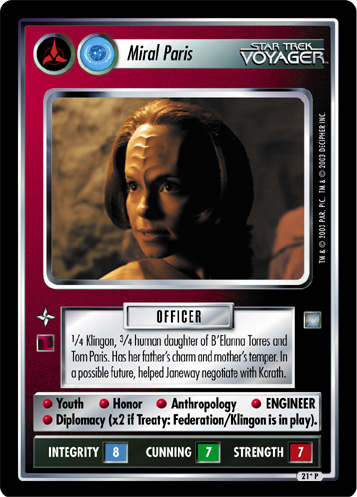 Miral Paris
STAR TREK
VOYAGER
TM & © 2003 PAR. PIC. TM & © 2003 DECIPHER INC.
OFFICER
1/4 Klingon, 3/4 human daughter of B'Elanna Torres and
Tom Paris. Has her father's charm and mother's temper. In
a possible future, helped Janeway negotiate with Korath.
• Youth • Honor • Anthropology • ENGINEER
• Diplomacy (x2 if Treaty: Federation/Klingon is in play).
INTEGRITY 8 CUNNING 7 STRENGTH 7
21* P